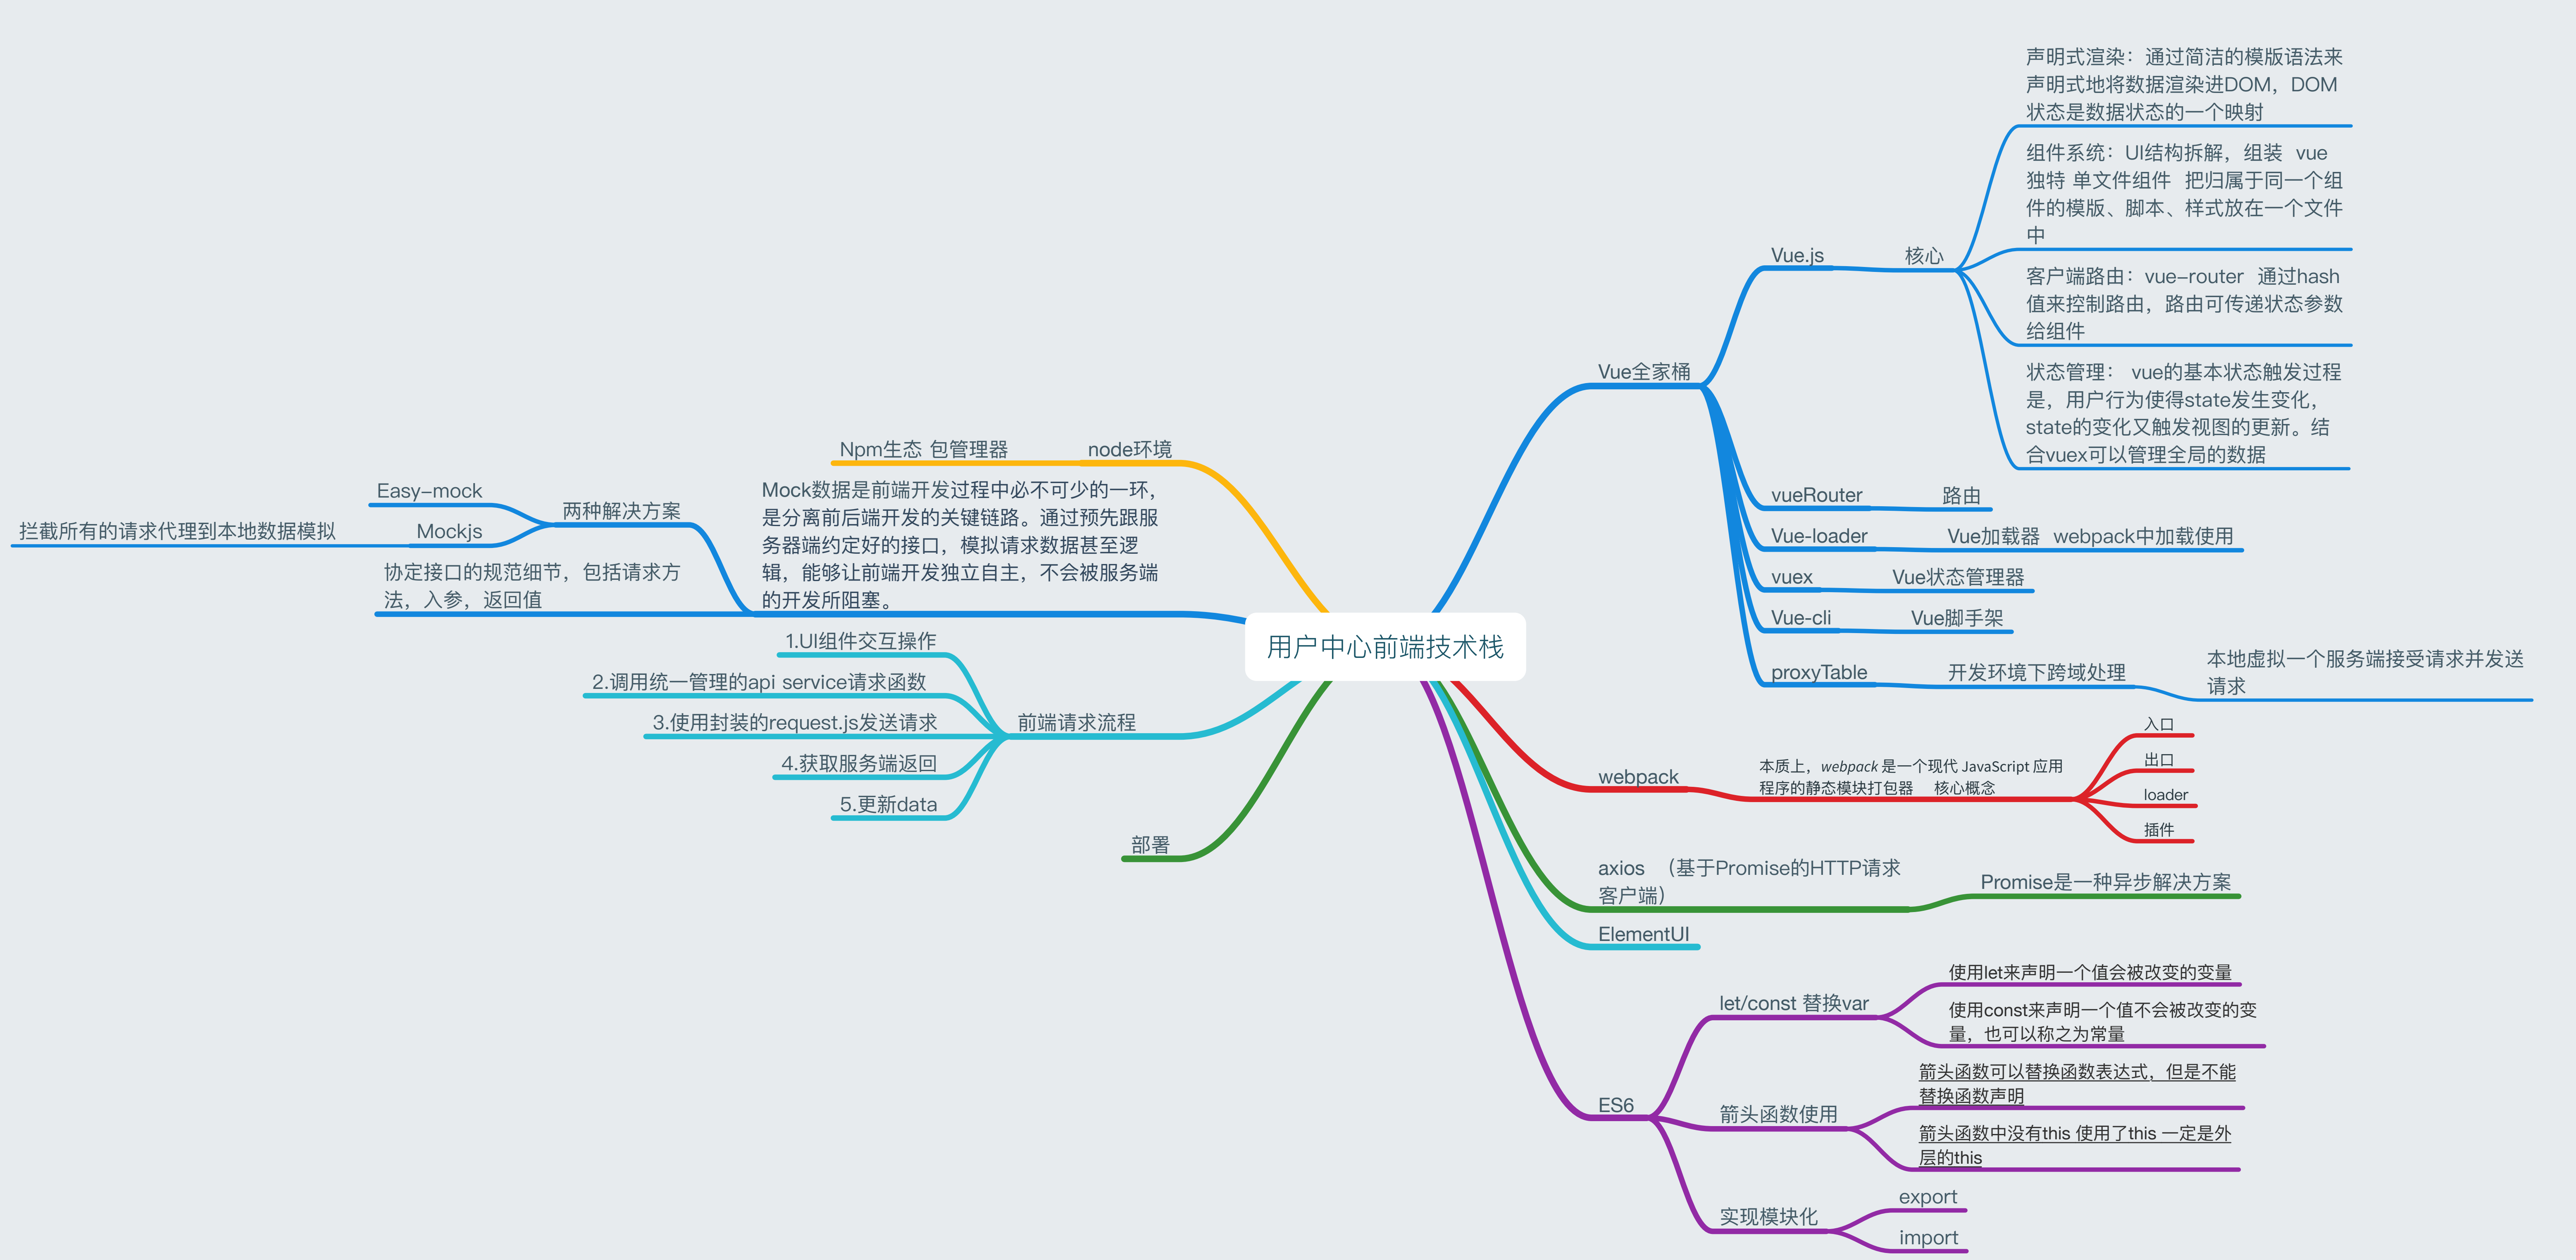 用户中心前端技术栈
Vue全家桶
Vue.js
核心
声明式渲染：通过简洁的模版语法来
声明式地将数据渲染进DOM，DOM
状态是数据状态的一个映射
组件系统：UI结构拆解，组装 vue
独特 单文件组件 把归属于同一个组
件的模版、脚本、样式放在一个文件
中
客户端路由：vue-router 通过hash
值来控制路由，路由可传递状态参数
给组件
状态管理： vue的基本状态触发过程
是，用户行为使得state发生变化，
state的变化又触发视图的更新。结
合vuex可以管理全局的数据
vueRouter
路由
Vue-loader
Vue加载器 webpack中加载使用
vuex
Vue状态管理器
Vue-cli
Vue脚手架
proxyTable
开发环境下跨域处理
本地虚拟一个服务端接受请求并发送
请求
webpack
本质上，webpack 是一个现代 JavaScript 应用
程序的静态模块打包器 核心概念
入口
出口
loader
插件
axios （基于Promise的HTTP请求
客户端）
Promise是一种异步解决方案
ElementUI
ES6
let/const 替换var
使用let来声明一个值会被改变的变量
使用const来声明一个值不会被改变的变
量，也可以称之为常量
箭头函数使用
箭头函数可以替换函数表达式，但是不能
替换函数声明
箭头函数中没有this 使用了this 一定是外
层的this
实现模块化
export
import
node环境
Npm生态 包管理器
Mock数据是前端开发过程中必不可少的一环，
是分离前后端开发的关键链路。通过预先跟服
务器端约定好的接口，模拟请求数据甚至逻
辑，能够让前端开发独立自主，不会被服务端
的开发所阻塞。
两种解决方案
Easy-mock
Mockjs
拦截所有的请求代理到本地数据模拟
协定接口的规范细节，包括请求方
法，入参，返回值
前端请求流程
1.UI组件交互操作
2.调用统一管理的api service请求函数
3.使用封装的request.js发送请求
4.获取服务端返回
5.更新data
部署